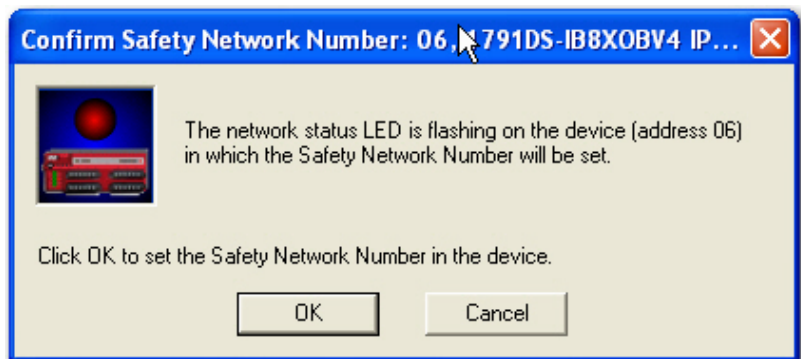 Confirm Safety Network Number: 06, 1791DS-IB8XOBV4 IP...
The network status LED is flashing on the device (address 06)
in which the Safety Network Number will be set.
Click OK to set the Safety Network Number in the device.
OK
Cancel